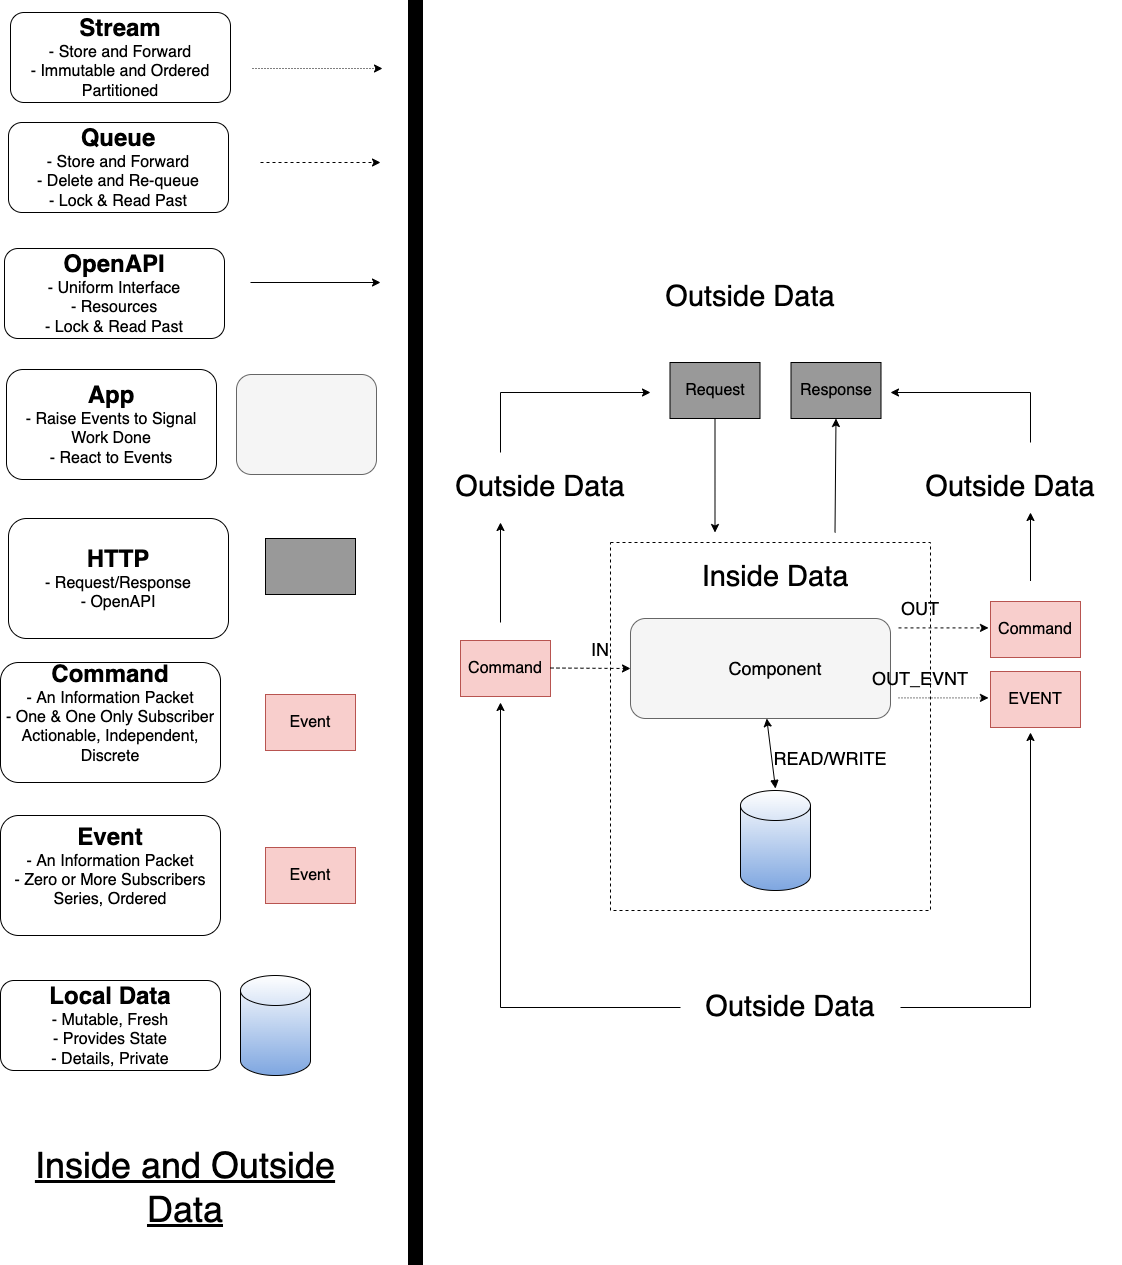 Stream
- Store and Forward
- Immutable and Ordered
Partitioned
Queue
- Store and Forward
- Delete and Re-queue
- Lock & Read Past
OpenAPI
- Uniform Interface
- Resources
- Lock & Read Past
App
- Raise Events to Signal
Work Done
- React to Events
HTTP
- Request/Response
- OpenAPI
Command
- An Information Packet
- One & One Only Subscriber
Actionable, Independent,
Discrete
Event
Event
- An Information Packet
- Zero or More Subscribers
Series, Ordered
Event
Local Data
- Mutable, Fresh
- Provides State
- Details, Private
Inside and Outside
Data
Outside Data
Request
Response
Outside Data
Outside Data
Inside Data
OUT
Command
IN
Command
Component
OUT_EVNT
EVENT
READ/WRITE
Outside Data